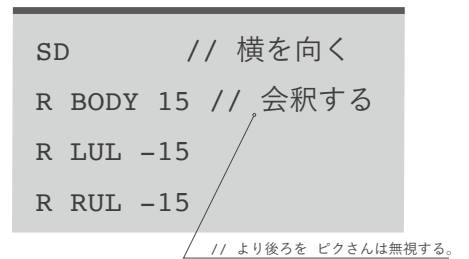 SD // 横を向く
R BODY 15 // 会釈する
R LUL -15
R RUL -15
// より後ろを ピクさんは無視する。